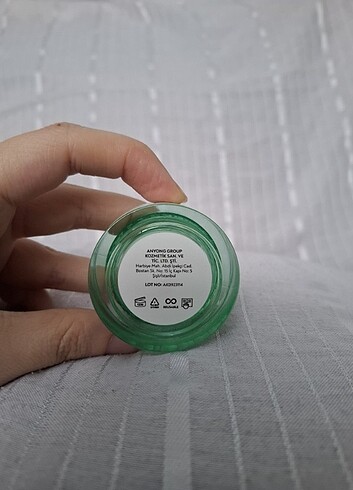 ANYONG GROUP
KOZMETİK SAN. VE
TİC. LTD. ŞTİ.
Harbiye Mah. Abdi İpekçi Cad.
Bostan Sk. No: 15 İç Kapı No: 5
Şişli/İstanbul
LOT NO: